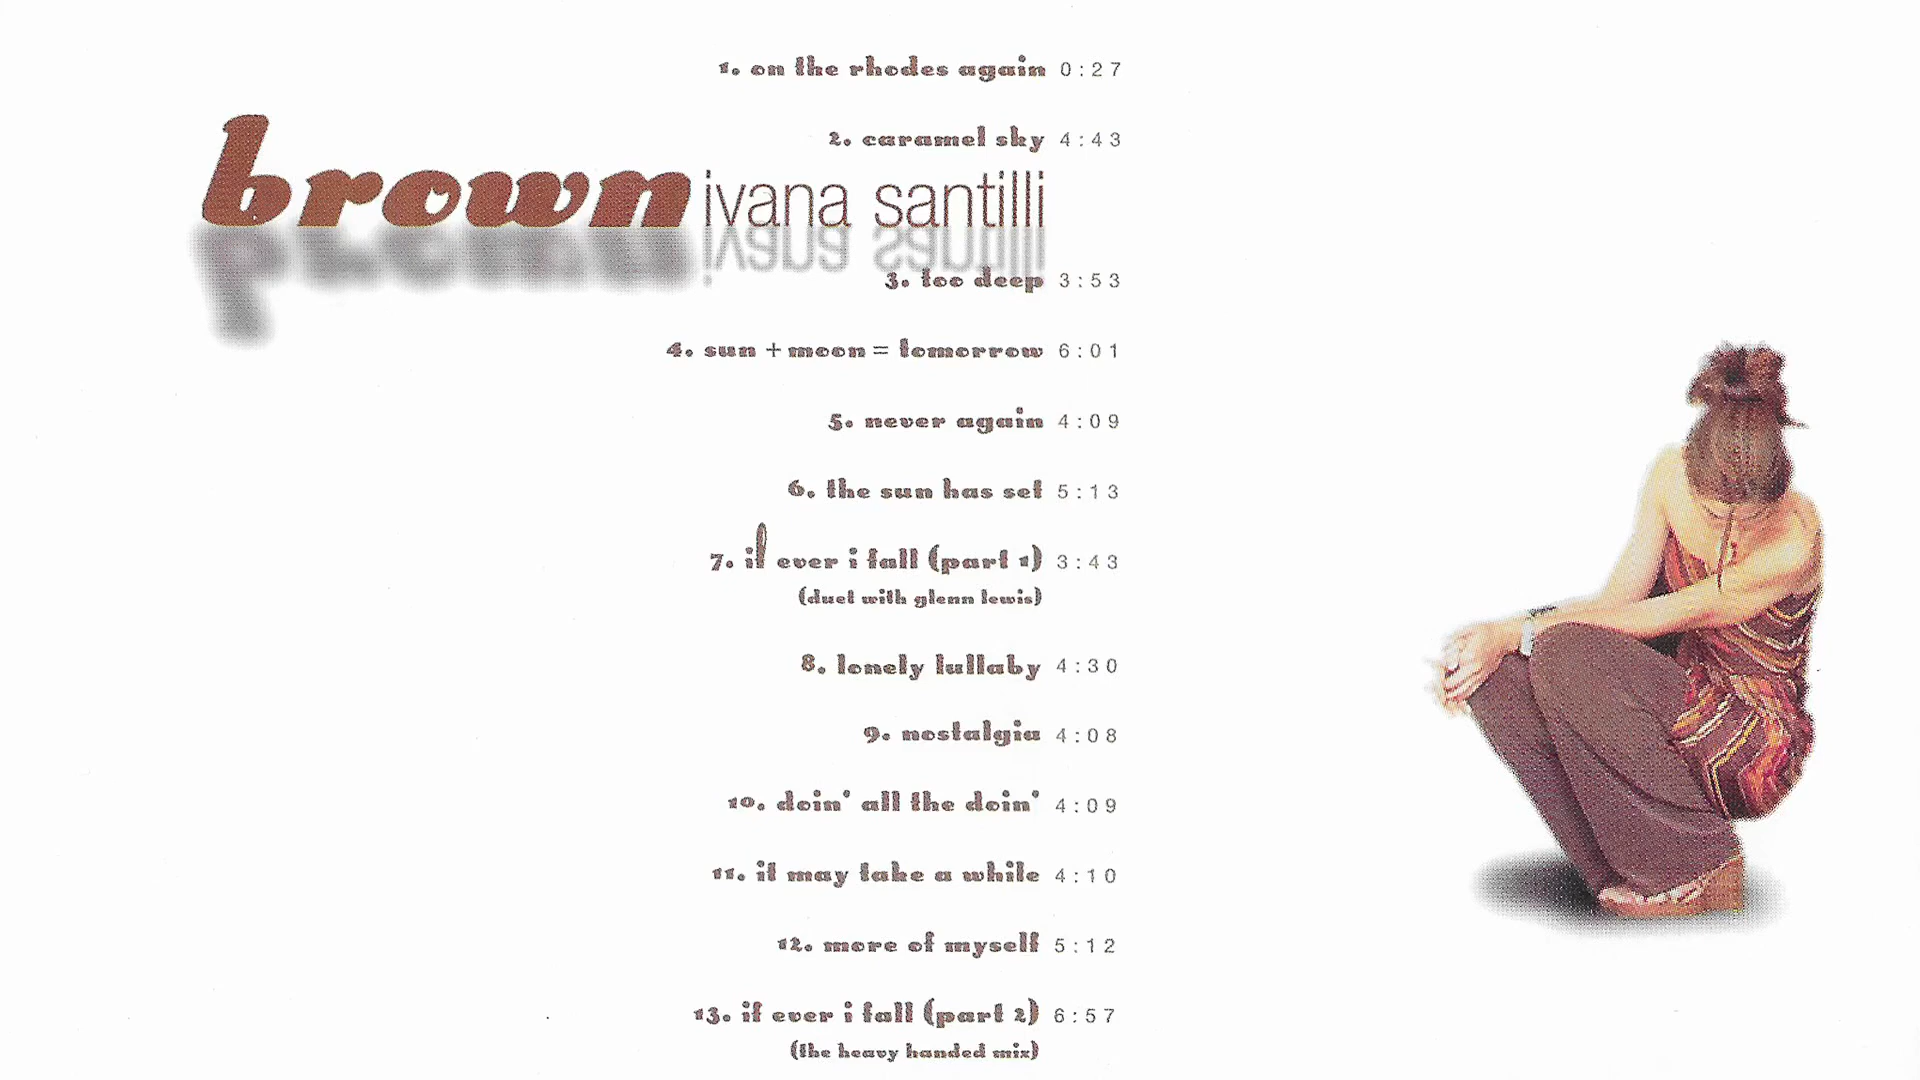 1. on the rhodes again 0:27
2. caramel sky 4:43
brown ivana santilli
3. too deep 3:53
4. sun + moon = tomorrow 6:01
5. never again 4:09
6. the sun has set 5:13
7. if ever i fall (part 1) 3:43
(duet with glenn lewis)
8. lonely lullaby 4:30
9. nostalgia 4:08
10. doin' all the doin' 4:09
11. it may take a while 4:10
12. more of myself 5:12
13. if ever i fall (part 2) 6:57
(the heavy handed mix)